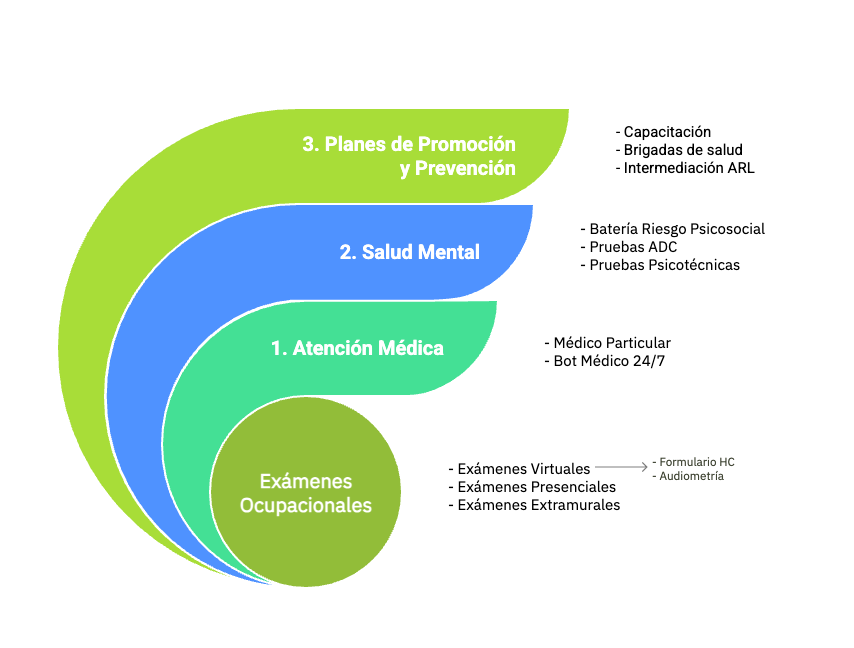 3. Planes de Promoción
y Prevención
- Capacitación
- Brigadas de salud
- Intermediación ARL
2. Salud Mental
- Batería Riesgo Psicosocial
- Pruebas ADC
- Pruebas Psicotécnicas
1. Atención Médica
- Médico Particular
- Bot Médico 24/7
Exámenes
Ocupacionales
- Exámenes Virtuales
- Exámenes Presenciales
- Exámenes Extramurales
- Formulario HC
- Audiometría